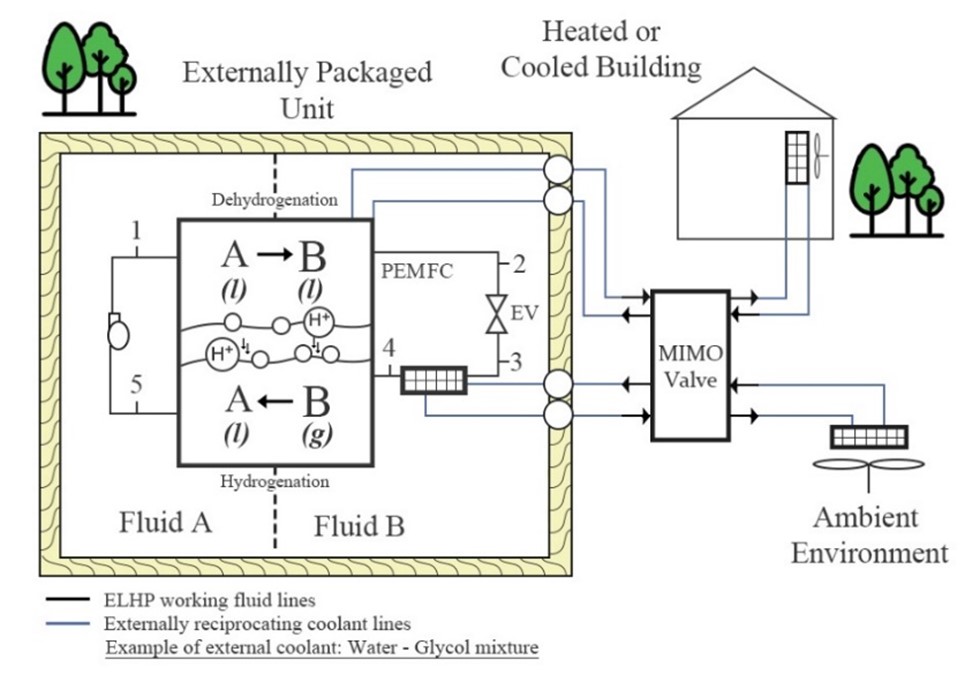 Heated or
Cooled Building
Externally Packaged
Unit
Dehydrogenation
1
A → B
(l) (l)
PEMFC
2
H+
EV
H+
4
3
MIMO
Valve
5
A ← B
(l) (g)
Hydrogenation
Fluid A
Fluid B
Ambient
Environment
ELHP working fluid lines
Externally reciprocating coolant lines
Example of external coolant: Water - Glycol mixture